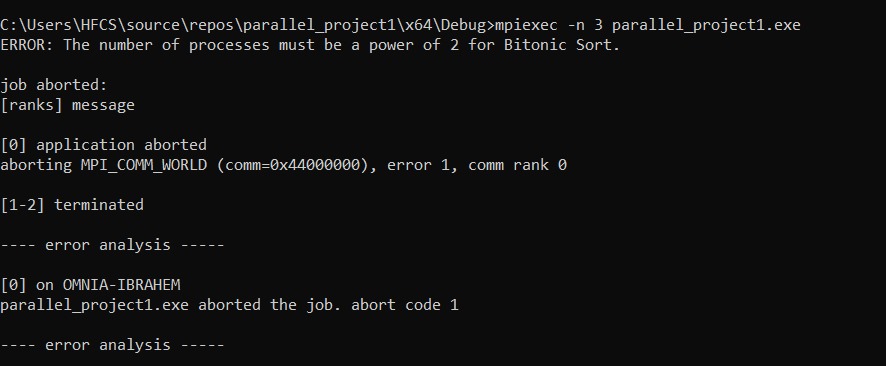 C:\Users\HFCS\source\repos\parallel_project1\x64\Debug>mpiexec -n 3 parallel_project1.exe
ERROR: The number of processes must be a power of 2 for Bitonic Sort.
job aborted:
[ranks] message
[0] application aborted
aborting MPI_COMM_WORLD (comm=0x44000000), error 1, comm rank 0
[1-2] terminated
---- error analysis -----
[0] on OMNIA-IBRAHEM
parallel_project1.exe aborted the job. abort code 1
---- error analysis -----